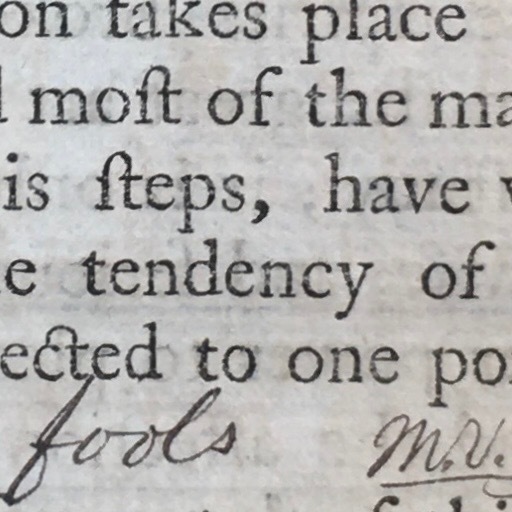 on takes place
l moſt of the ma
is ſteps, have
e tendency of
ected to one po
fools M.V.